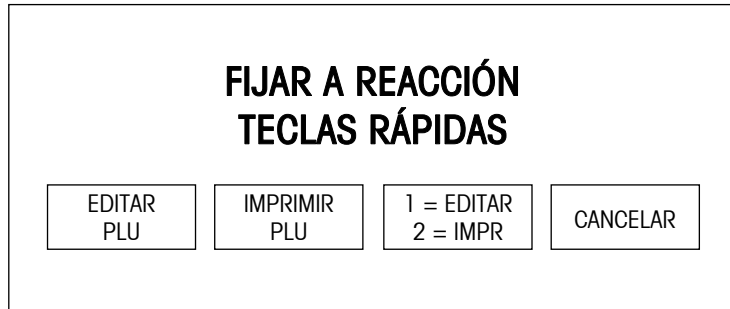 FIJAR A REACCIÓN
TECLAS RÁPIDAS
EDITAR
PLU
IMPRIMIR
PLU
1 = EDITAR
2 = IMPR
CANCELAR